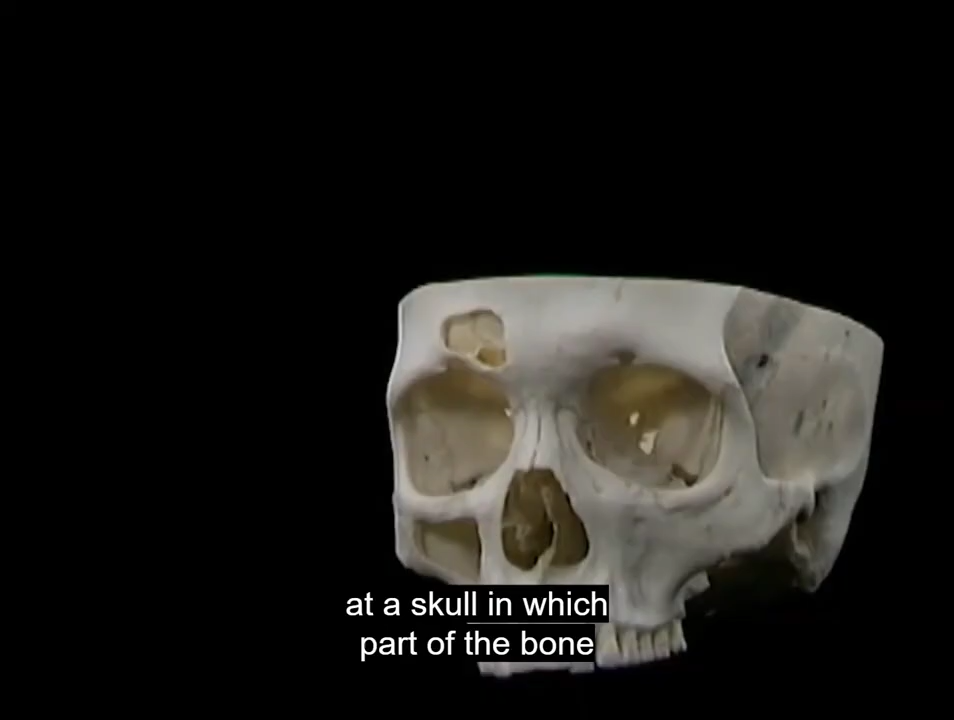 at a skull in which
part of the bone